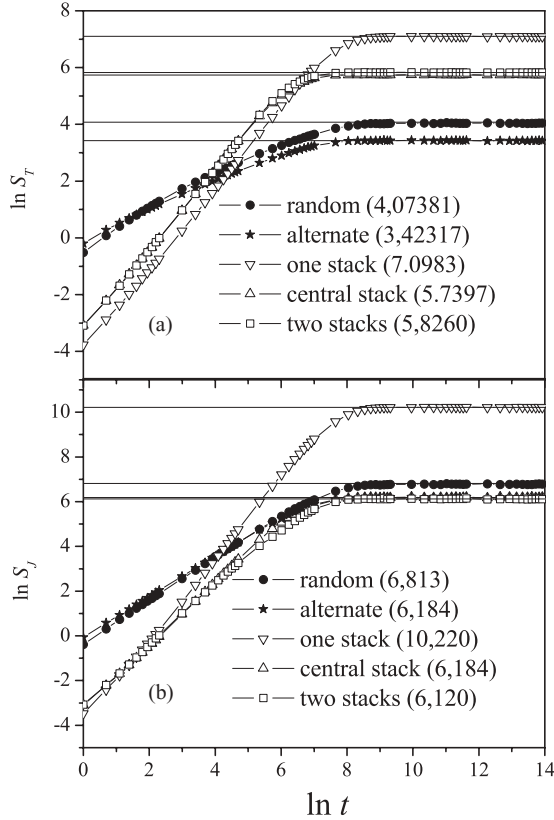 8
6
4
2
0
-2
-4
ln S_T
random (4,07381)
alternate (3,42317)
one stack (7.0983)
central stack (5.7397)
two stacks (5,8260)
(a)
10
8
6
4
2
0
-2
-4
ln S_J
random (6,813)
alternate (6,184)
one stack (10,220)
central stack (6,184)
two stacks (6,120)
(b)
0 2 4 6 8 10 12 14
ln t